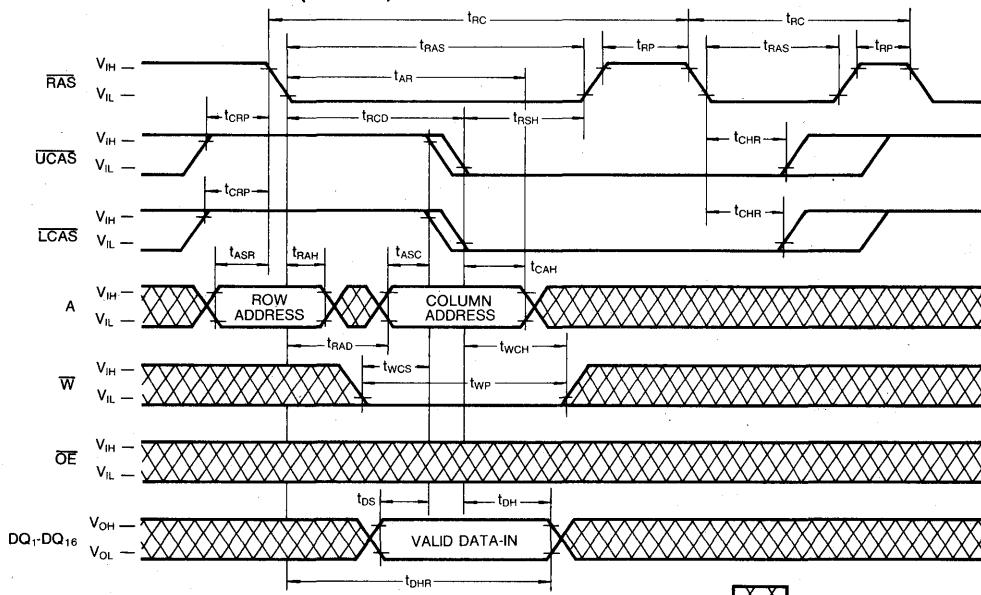 tRC tRC
tRAS tRP tRAS tRP
tAR
RAS VIH
VIL
tCRP tRCD tRSH
UCAS VIH
VIL
tCHR
tCRP
LCAS VIH
VIL
tCHR
tASR tRAH tASC tCAH
A VIH
VIL
ROW ADDRESS
COLUMN ADDRESS
tRAD tWCH
tWCS
tWP
W VIH
VIL
OE VIH
VIL
tDS tDH
DQ1-DQ16 VOH
VOL
VALID DATA-IN
tDHR